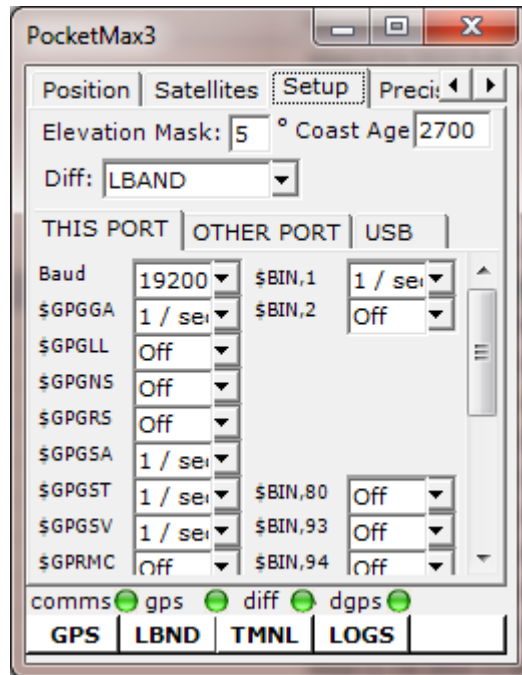 PocketMax3
Position Satellites Setup Preci
Elevation Mask: 5 ° Coast Age 2700
Diff: LBAND
THIS PORT OTHER PORT USB
Baud 19200 $BIN,1 1 / se
$GPGGA 1 / se $BIN,2 Off
$GPGLL Off
$GPGNS Off
$GPGRS Off
$GPGSA 1 / se
$GPGST 1 / se $BIN,80 Off
$GPGSV 1 / se $BIN,93 Off
$GPRMC Off $BIN,94 Off
comms gps diff dgps
GPS LBND TMNL LOGS